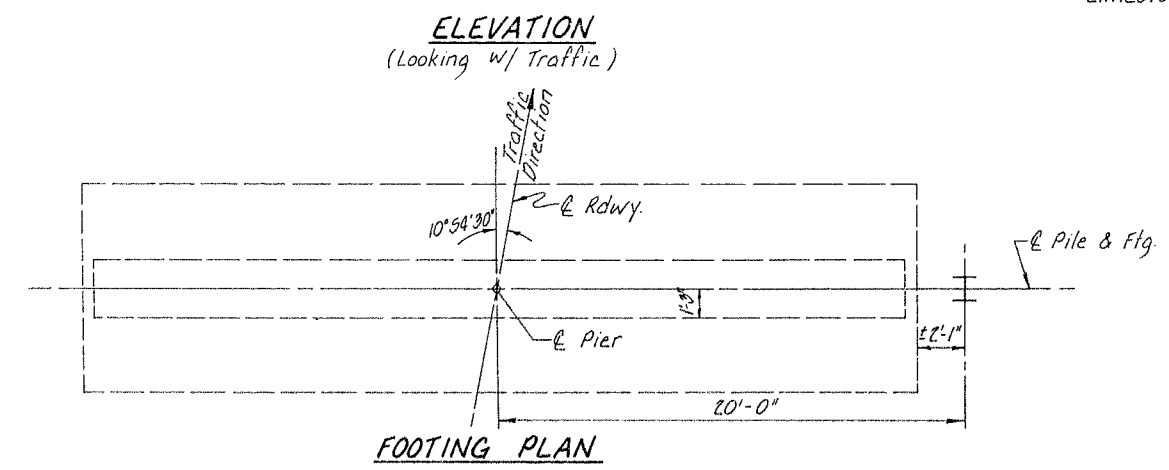 ELEVATION
(Looking w/ Traffic)
Traffic
Direction
℄ Rdwy.
10°54'30"
℄ Pile & Ftg.
1'-3"
℄ Pier
±2'-1"
20'-0"
FOOTING PLAN